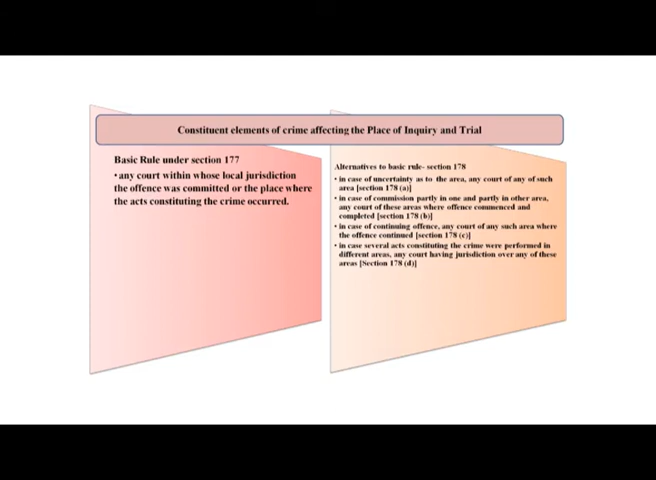 Constituent elements of crime affecting the Place of Inquiry and Trial
Basic Rule under section 177
•any court within whose local jurisdiction
the offence was committed or the place where
the acts constituting the crime occurred.
Alternatives to basic rule- section 178
• in case of uncertainty as to the area, any court of any of such
area [section 178 (a)]
• in case of commission partly in one and partly in other area,
any court of these areas where offence commenced and
completed [section 178 (b)]
• in case of continuing offence, any court of any such area where
the offence continued [section 178 (c)]
• in case several acts constituting the crime were performed in
different areas, any court having jurisdiction over any of these
areas [Section 178 (d)]